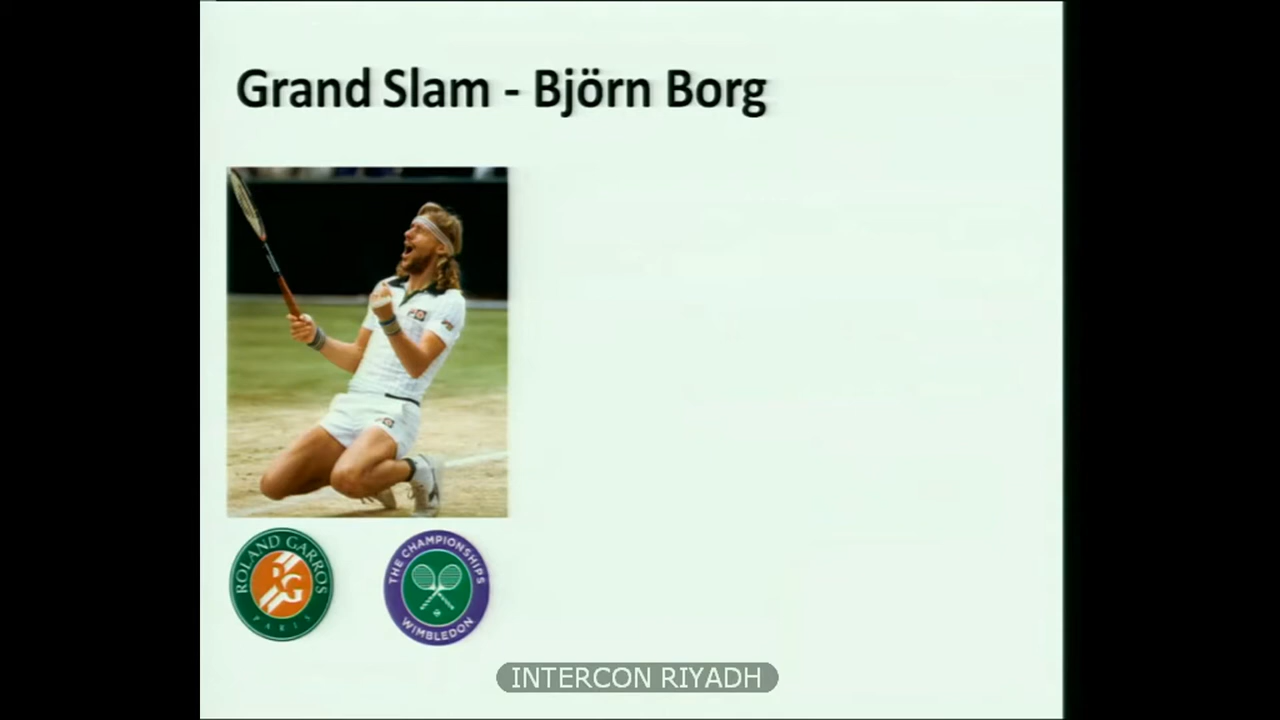 Grand Slam - Björn Borg
ROLAND GARROS
PARIS
RG
THE CHAMPIONSHIPS
WIMBLEDON
INTERCON RIYADH